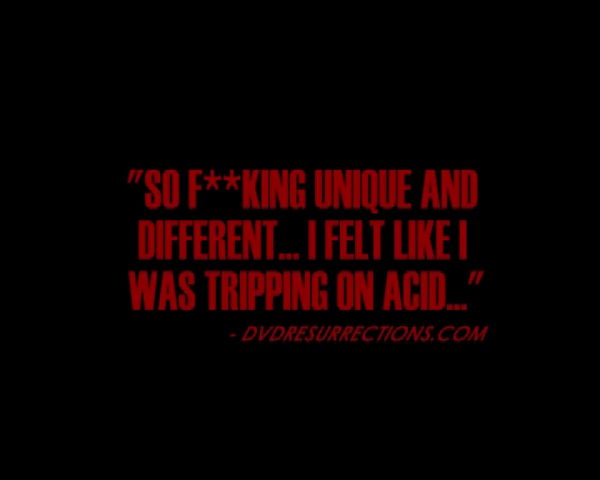 "SO F**KING UNIQUE AND
DIFFERENT... I FELT LIKE I
WAS TRIPPING ON ACID..."
- DVDRESURRECTIONS.COM